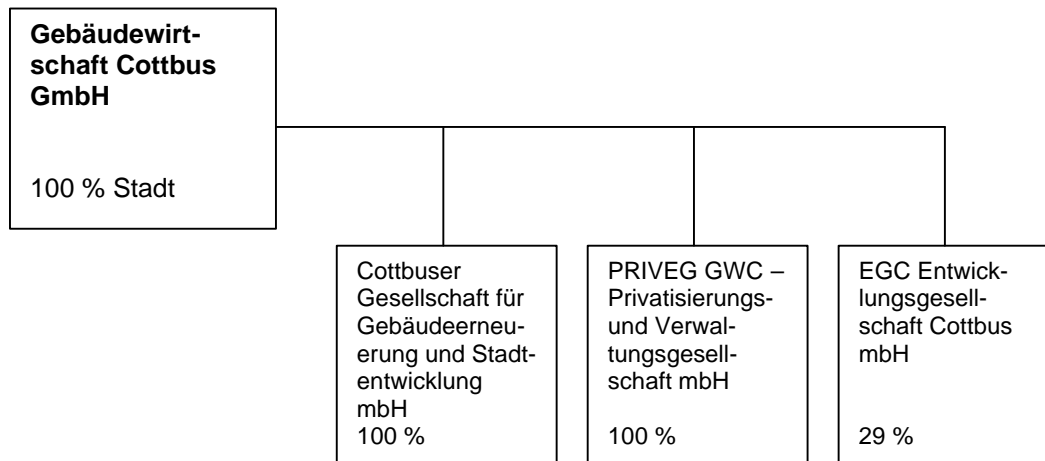 Gebäudewirt-
schaft Cottbus
GmbH
100 % Stadt
Cottbuser
Gesellschaft für
Gebäudeerneu-
erung und Stadt-
entwicklung
mbH
100 %
PRIVEG GWC –
Privatisierungs-
und Verwal-
tungsgesell-
schaft mbH
100 %
EGC Entwick-
lungsgesell-
schaft Cottbus
mbH
29 %